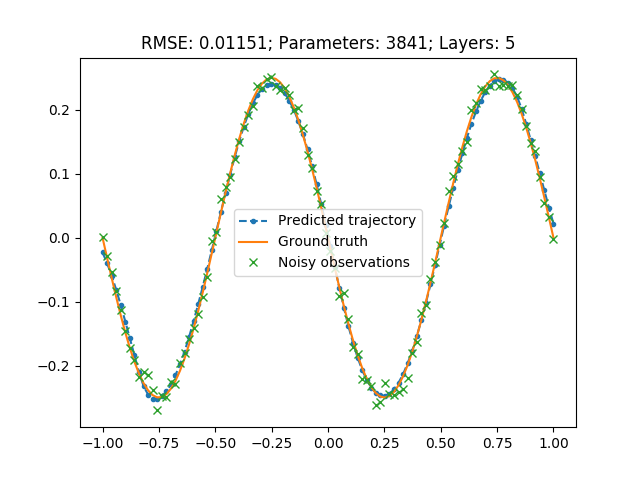 RMSE: 0.01151; Parameters: 3841; Layers: 5
0.2
0.1
0.0
−0.1
−0.2
Predicted trajectory
Ground truth
Noisy observations
−1.00 −0.75 −0.50 −0.25 0.00 0.25 0.50 0.75 1.00